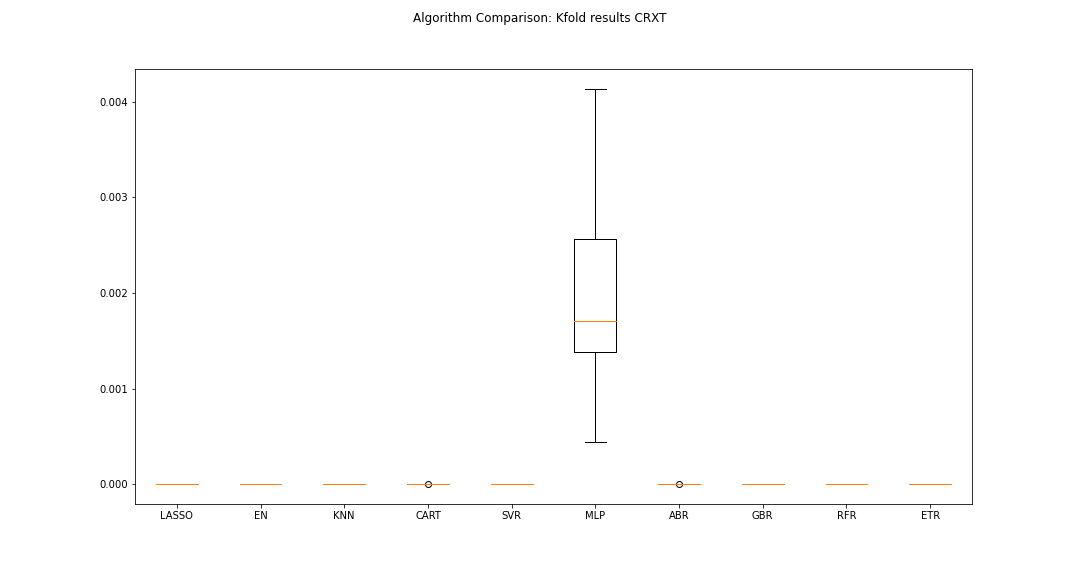 Algorithm Comparison: Kfold results CRXT
0.004
0.003
0.002
0.001
0.000
LASSO EN KNN CART SVR MLP ABR GBR RFR ETR